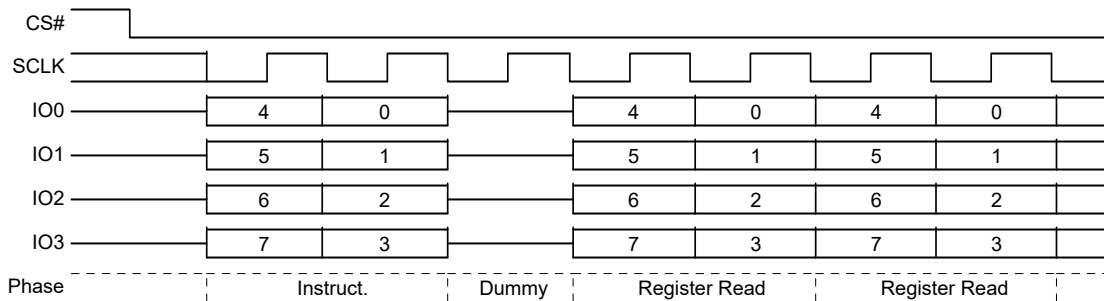 CS#
SCLK
IO0 4 0 4 0 4 0
IO1 5 1 5 1 5 1
IO2 6 2 6 2 6 2
IO3 7 3 7 3 7 3
Phase Instruct. Dummy Register Read Register Read